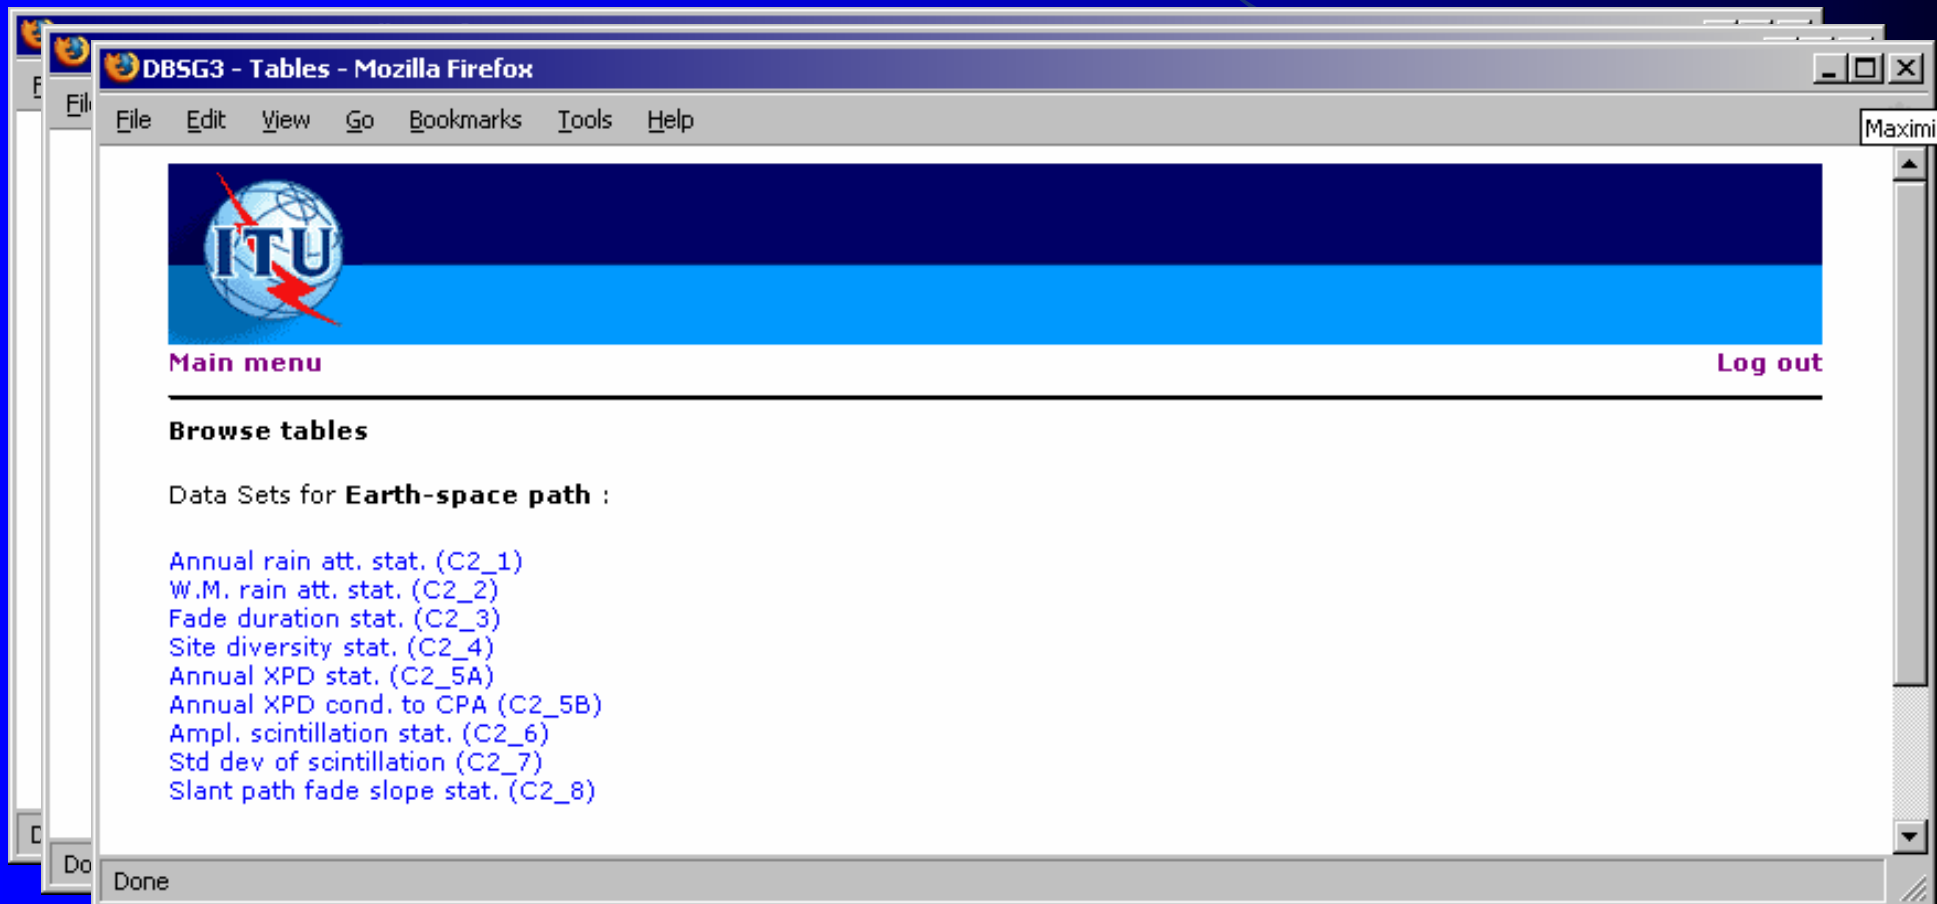 DBSG3 - Tables - Mozilla Firefox
File Edit View Go Bookmarks Tools Help
Maximi
ITU
Main menu
Log out
Browse tables
Data Sets for Earth-space path :
Annual rain att. stat. (C2_1)
W.M. rain att. stat. (C2_2)
Fade duration stat. (C2_3)
Site diversity stat. (C2_4)
Annual XPD stat. (C2_5A)
Annual XPD cond. to CPA (C2_5B)
Ampl. scintillation stat. (C2_6)
Std dev of scintillation (C2_7)
Slant path fade slope stat. (C2_8)
Done